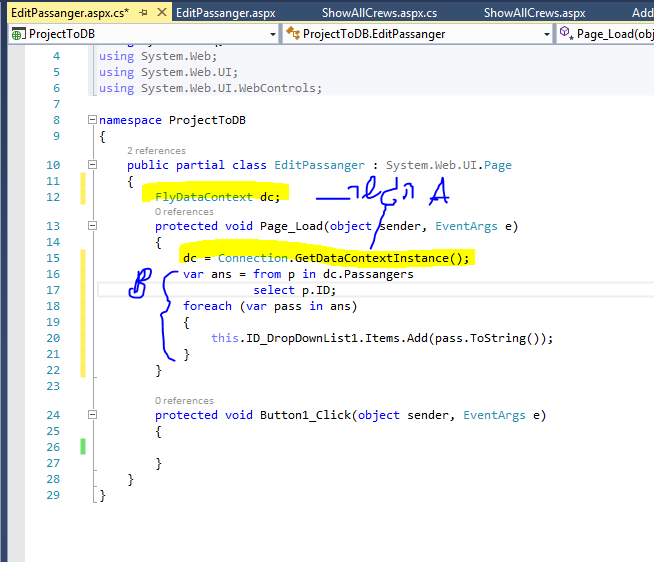 EditPassanger.aspx.cs* EditPassanger.aspx ShowAllCrews.aspx.cs ShowAllCrews.aspx Add
ProjectToDB ProjectToDB.EditPassanger Page_Load(obj
4 using System.Web;
5 using System.Web.UI;
6 using System.Web.UI.WebControls;
7
8 namespace ProjectToDB
9 {
2 references
10 public partial class EditPassanger : System.Web.UI.Page
11 {
12 FlyDataContext dc; A
0 references
13 protected void Page_Load(object sender, EventArgs e)
14 {
15 dc = Connection.GetDataContextInstance();
B
16 var ans = from p in dc.Passangers
17 select p.ID;
18 foreach (var pass in ans)
19 {
20 this.ID_DropDownList1.Items.Add(pass.ToString());
21 }
22 }
23
0 references
24 protected void Button1_Click(object sender, EventArgs e)
25 {
26
27 }
28 }
29 }